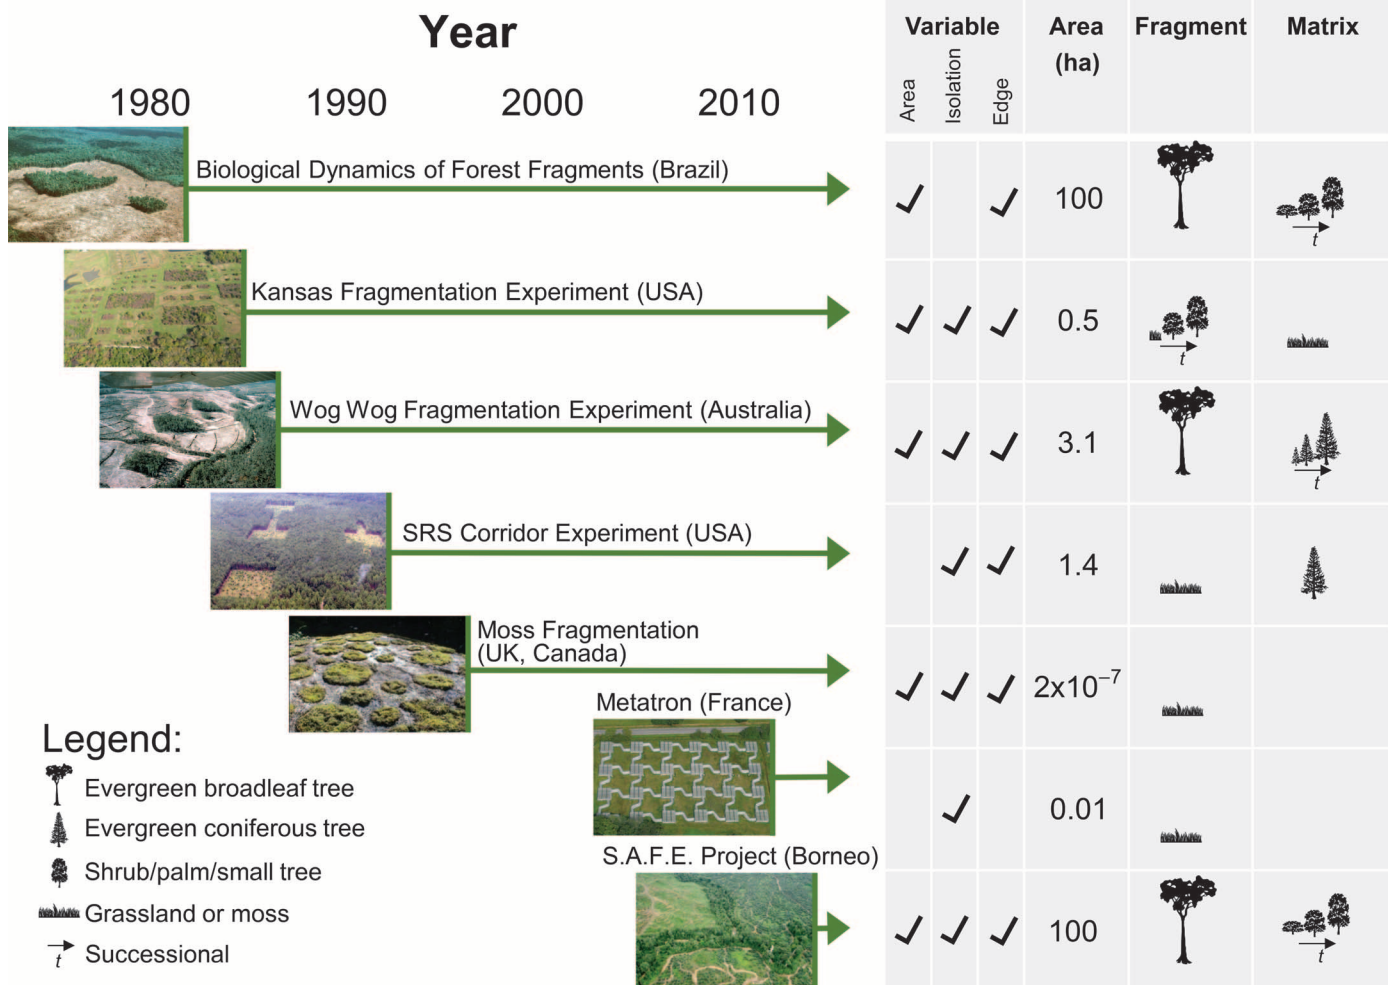 Year
1980 1990 2000 2010
Variable Area (ha) Fragment Matrix
Area Isolation Edge
Biological Dynamics of Forest Fragments (Brazil)
100
t
Kansas Fragmentation Experiment (USA)
0.5
t
Wog Wog Fragmentation Experiment (Australia)
3.1
t
SRS Corridor Experiment (USA)
1.4
Moss Fragmentation
(UK, Canada)
2x10⁻⁷
Metatron (France)
0.01
S.A.F.E. Project (Borneo)
100
t
Legend:
Evergreen broadleaf tree
Evergreen coniferous tree
Shrub/palm/small tree
Grassland or moss
t Successional